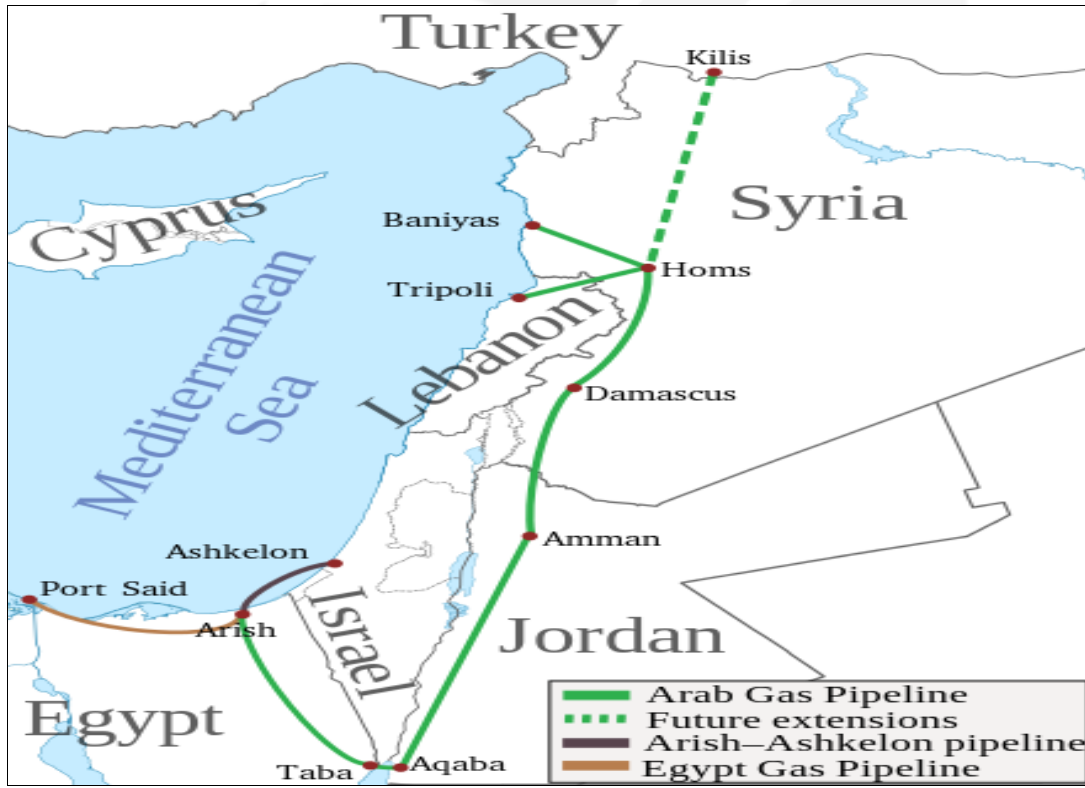 Turkey
Kilis
Syria
Cyprus
Baniyas
Homs
Tripoli
Mediterranean
Sea
Lebanon
Damascus
Amman
Ashkelon
Port Said
Arish
Israel
Jordan
Egypt
Taba
Aqaba
Arab Gas Pipeline
Future extensions
Arish–Ashkelon pipeline
Egypt Gas Pipeline